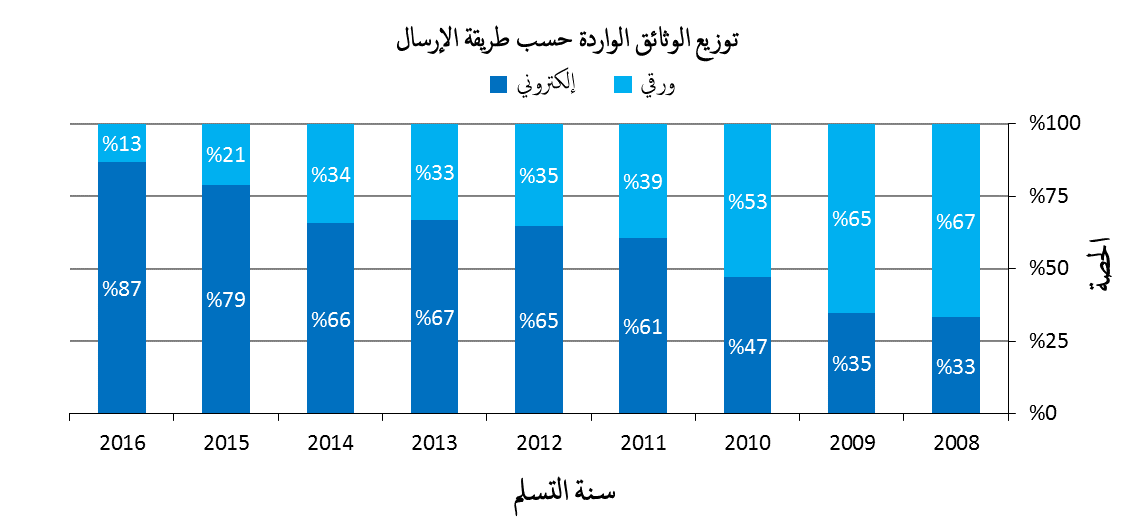 توزيع الوثائق الواردة حسب طريقة الإرسال
ورقي إلكتروني
%100
%75
%50
%25
%0
الحصة
%67 %65 %53 %39 %35 %33 %34 %21 %13
%33 %35 %47 %61 %65 %67 %66 %79 %87
2008 2009 2010 2011 2012 2013 2014 2015 2016
سنة التسلم